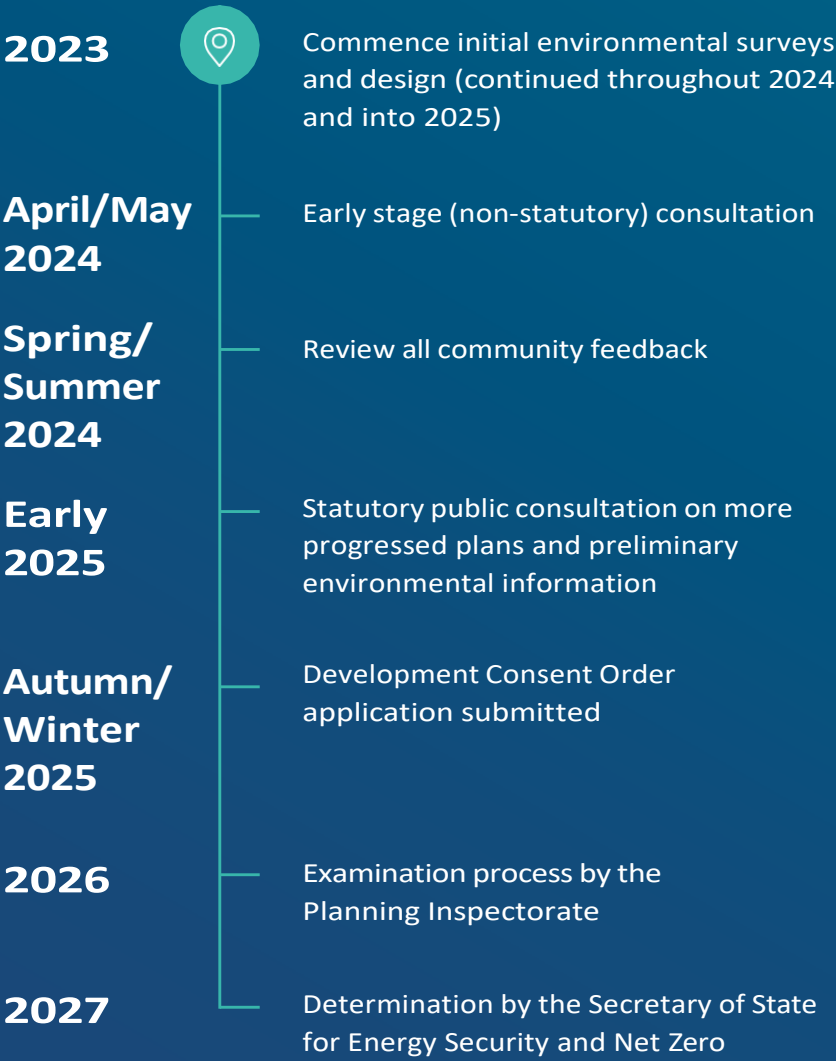 2023
Commence initial environmental surveys
and design (continued throughout 2024
and into 2025)
April/May
2024
Early stage (non-statutory) consultation
Spring/
Summer
2024
Review all community feedback
Early
2025
Statutory public consultation on more
progressed plans and preliminary
environmental information
Autumn/
Winter
2025
Development Consent Order
application submitted
2026
Examination process by the
Planning Inspectorate
2027
Determination by the Secretary of State
for Energy Security and Net Zero